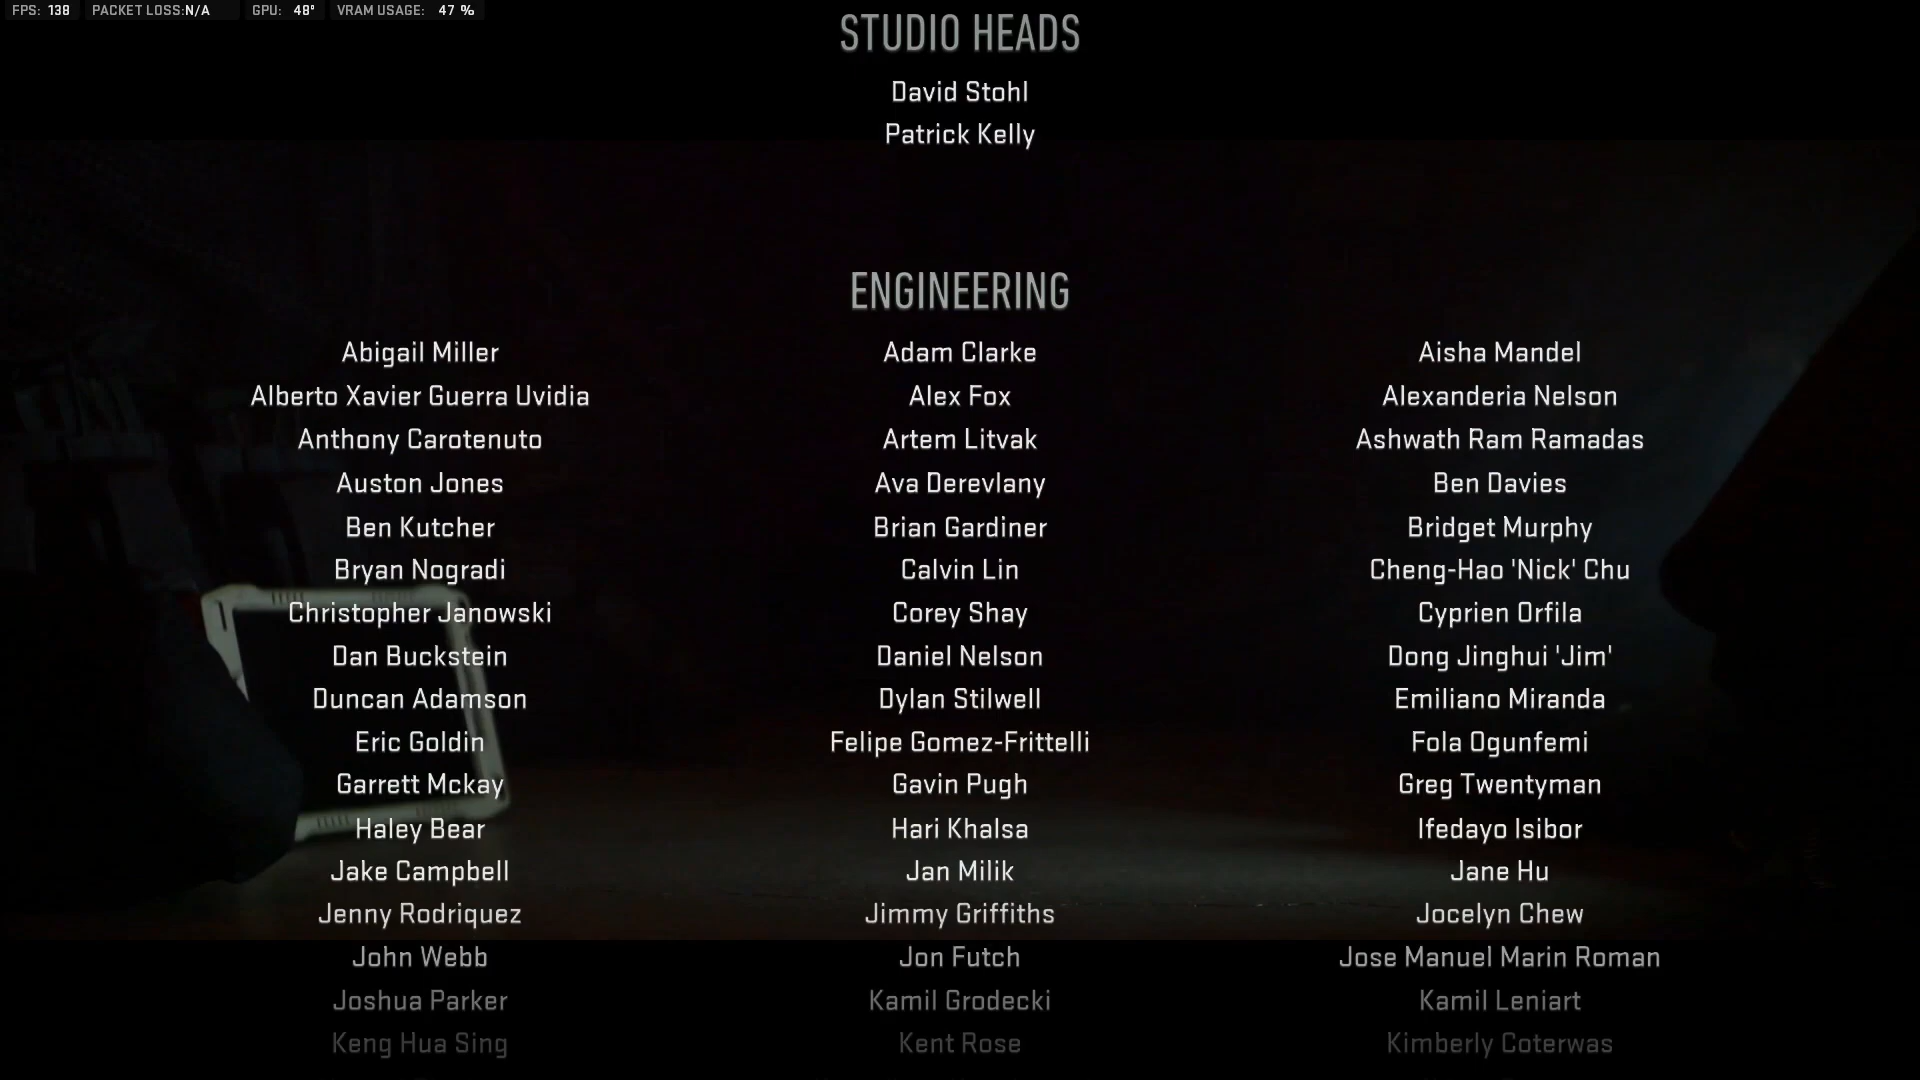 FPS: 138 PACKET LOSS:N/A GPU: 48° VRAM USAGE: 47 %
STUDIO HEADS
David Stohl
Patrick Kelly
ENGINEERING
Abigail Miller Adam Clarke Aisha Mandel
Alberto Xavier Guerra Uvidia Alex Fox Alexanderia Nelson
Anthony Carotenuto Artem Litvak Ashwath Ram Ramadas
Auston Jones Ava Derevlany Ben Davies
Ben Kutcher Brian Gardiner Bridget Murphy
Bryan Nogradi Calvin Lin Cheng-Hao 'Nick' Chu
Christopher Janowski Corey Shay Cyprien Orfila
Dan Buckstein Daniel Nelson Dong Jinghui 'Jim'
Duncan Adamson Dylan Stilwell Emiliano Miranda
Eric Goldin Felipe Gomez-Frittelli Fola Ogunfemi
Garrett Mckay Gavin Pugh Greg Twentyman
Haley Bear Hari Khalsa Ifedayo Isibor
Jake Campbell Jan Milik Jane Hu
Jenny Rodriquez Jimmy Griffiths Jocelyn Chew
John Webb Jon Futch Jose Manuel Marin Roman
Joshua Parker Kamil Grodecki Kamil Leniart
Keng Hua Sing Kent Rose Kimberly Coterwas